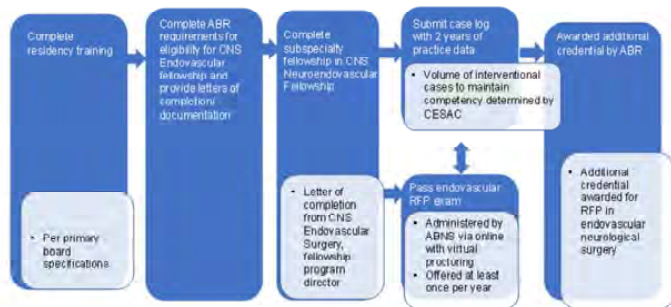 Complete
residency training
Per primary
board
specifications
Complete ABR
requirements for
eligibility for CNS
Endovascular
fellowship and
provide letters of
completion/
documentation
Complete
subspecialty
fellowship in CNS
Neuroendovascular
Fellowship
Letter of
completion
from CNS
Endovascular
Surgery,
fellowship
program
director
Submit case log
with 2 years of
practice data
Volume of interventional
cases to maintain
competency determined by
CESAC
Pass endovascular
RFP exam
Administered by
ABNS via online
with virtual
proctoring
Offered at least
once per year
Awarded additional
credential by ABR
Additional
credential
awarded for
RFP in
endovascular
neurological
surgery